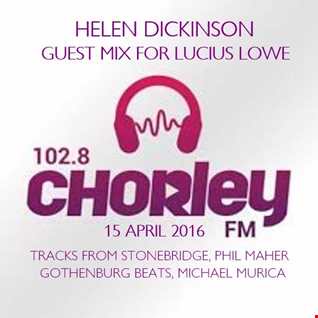 HELEN DICKINSON
GUEST MIX FOR LUCIUS LOWE
102.8
CHORLEY
FM
15 APRIL 2016
TRACKS FROM STONEBRIDGE, PHIL MAHER
GOTHENBURG BEATS, MICHAEL MURICA